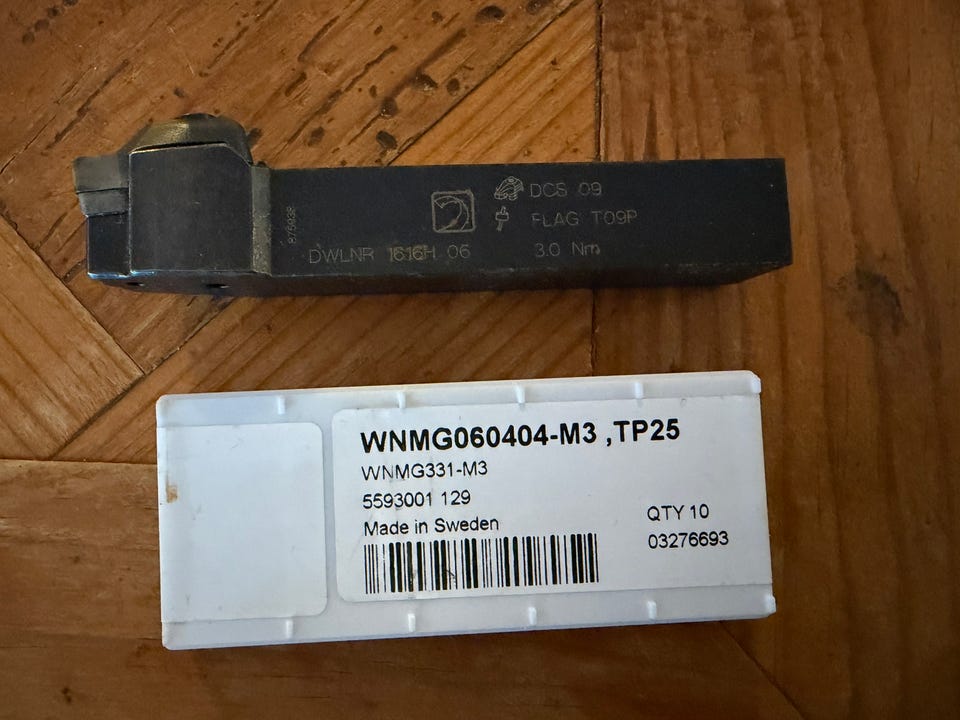 DCS 09
FLAG T09P
3.0 Nm
DWLNR 1616H 06
WNMG060404-M3 ,TP25
WNMG331-M3
5593001 129
Made in Sweden
QTY 10
03276693